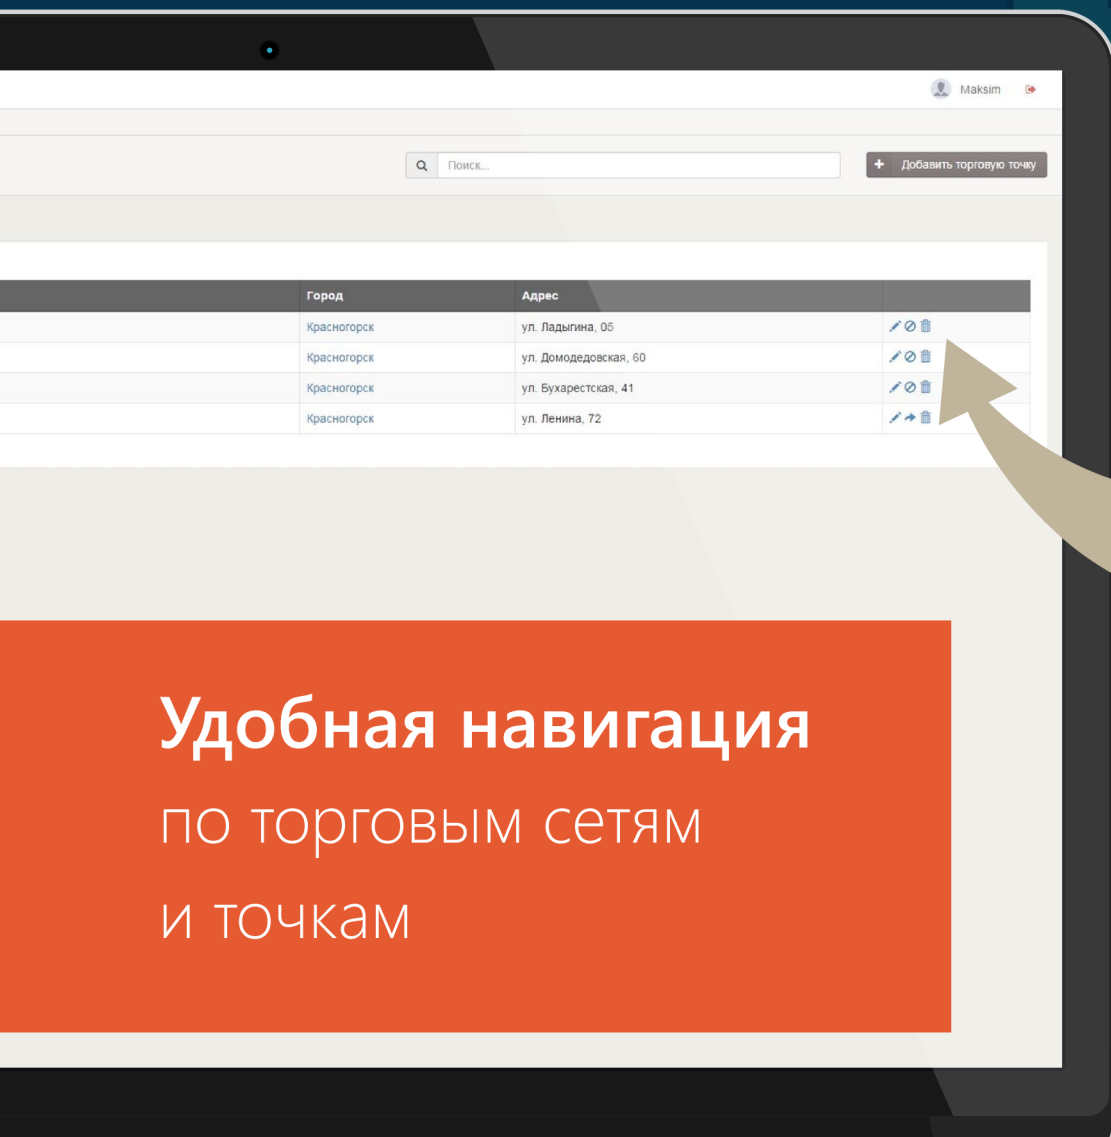 Maksim
Поиск...
Добавить торговую точку
Город Адрес
Красногорск ул. Ладыгина, 05
Красногорск ул. Домодедовская, 60
Красногорск ул. Бухарестская, 41
Красногорск ул. Ленина, 72
Удобная навигация
по торговым сетям
и точкам